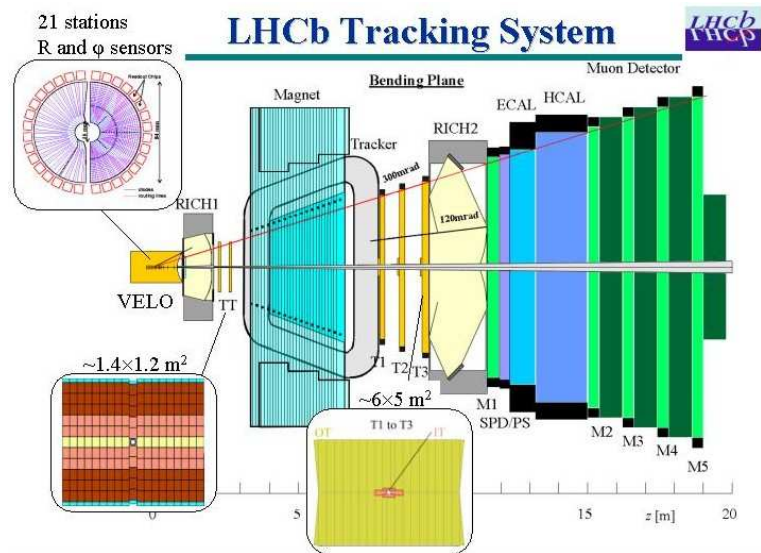 21 stations
R and φ sensors
LHCb Tracking System
LHCb
Bending Plane
Muon Detector
ECAL
HCAL
Magnet
RICH2
Tracker
Readout Chips
300mrad
RICH1
120mrad
VELO
TT
T1
T2
T3
~1.4×1.2 m²
~6×5 m²
M1
SPD/PS
M2
M3
M4
M5
OT
T1 to T3
IT
0
5
15
z [m]
20